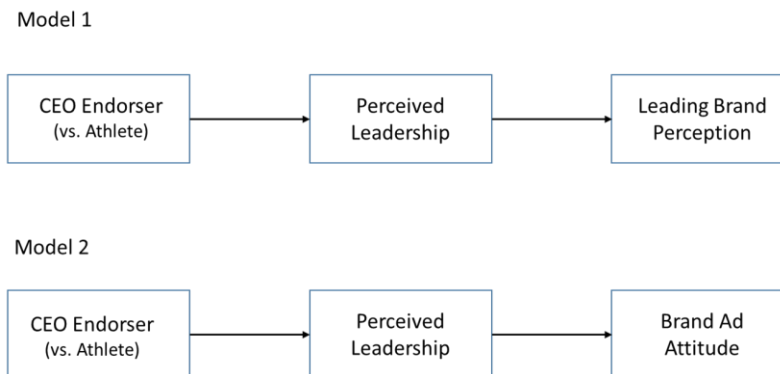 Model 1
CEO Endorser
(vs. Athlete)
Perceived
Leadership
Leading Brand
Perception
Model 2
CEO Endorser
(vs. Athlete)
Perceived
Leadership
Brand Ad
Attitude